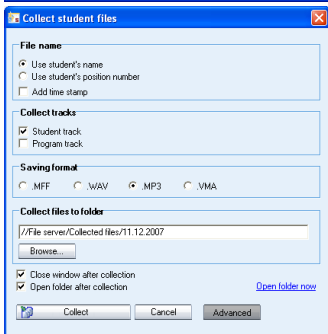 Collect student files
File name
Use student's name
Use student's position number
Add time stamp
Collect tracks
Student track
Program track
Saving format
.MFF .WAV .MP3 .VMA
Collect files to folder
//File server/Collected files/11.12.2007
Browse...
Close window after collection
Open folder after collection Open folder now
Collect Cancel Advanced